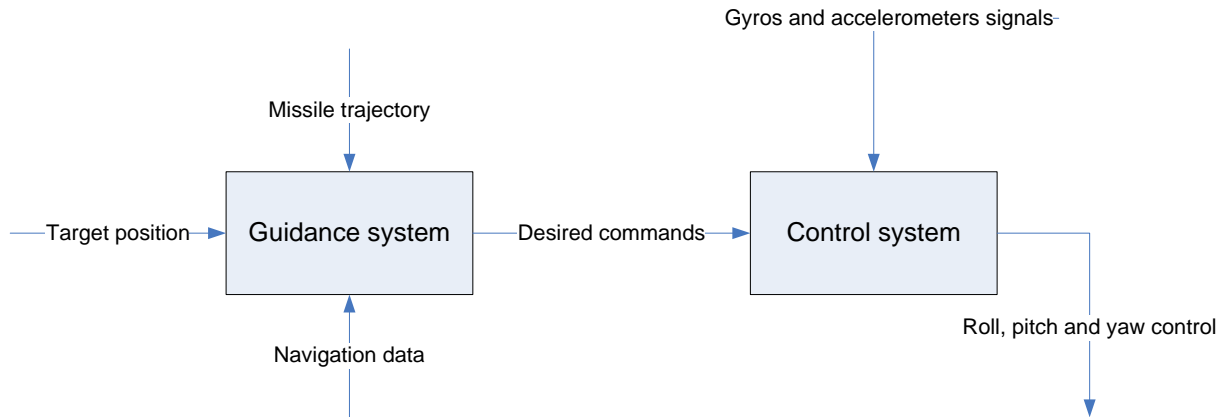 Gyros and accelerometers signals
Missile trajectory
Target position
Guidance system
Desired commands
Control system
Navigation data
Roll, pitch and yaw control